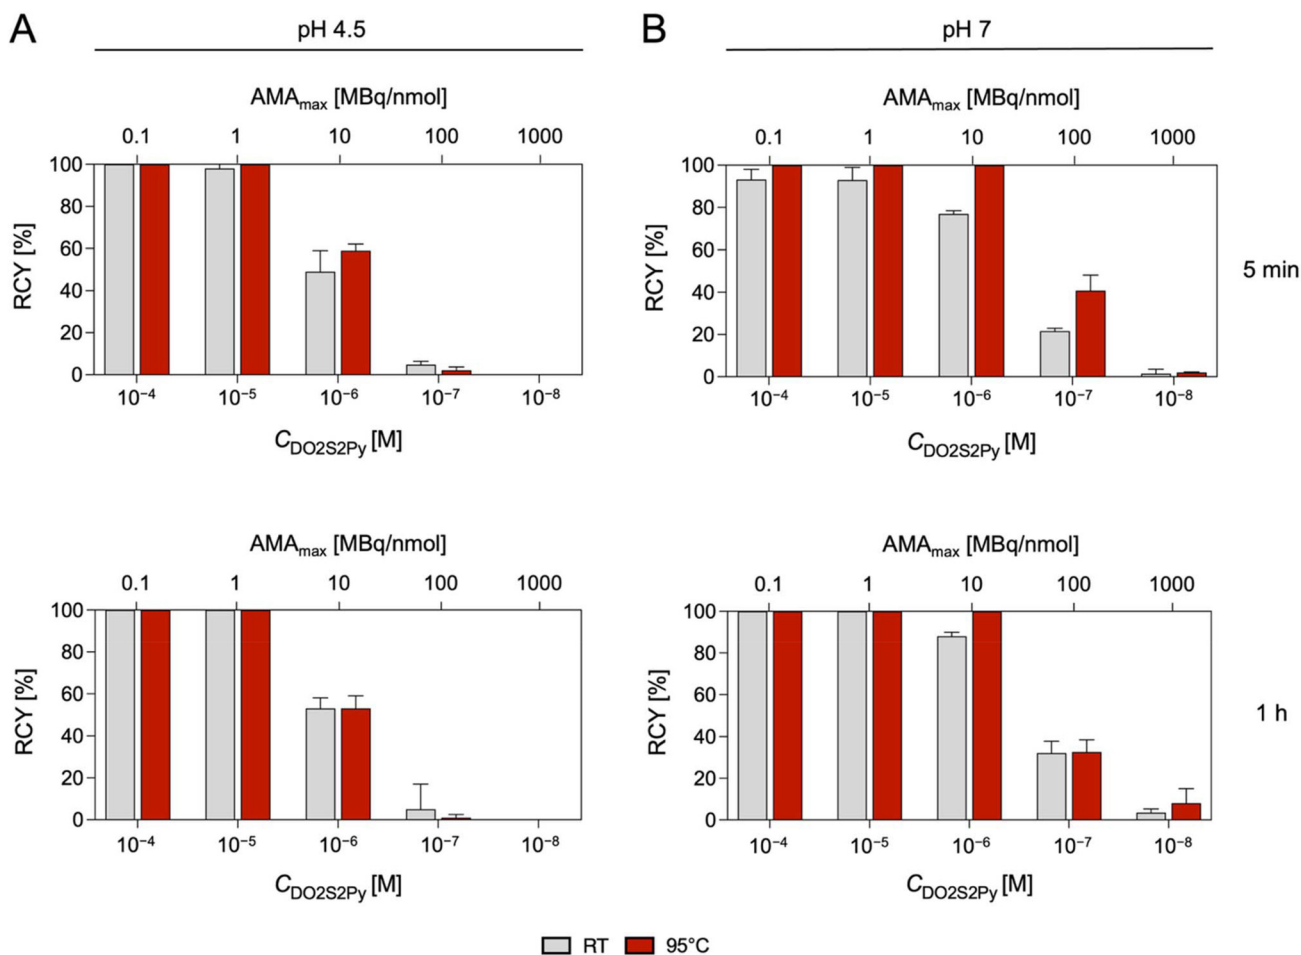 A
pH 4.5
B
pH 7
AMAmax [MBq/nmol]
0.1 1 10 100 1000
RCY [%]
100
80
60
40
20
0
10−4 10−5 10−6 10−7 10−8
CDO2S2Py [M]
AMAmax [MBq/nmol]
0.1 1 10 100 1000
RCY [%]
100
80
60
40
20
0
10−4 10−5 10−6 10−7 10−8
CDO2S2Py [M]
5 min
AMAmax [MBq/nmol]
0.1 1 10 100 1000
RCY [%]
100
80
60
40
20
0
10−4 10−5 10−6 10−7 10−8
CDO2S2Py [M]
AMAmax [MBq/nmol]
0.1 1 10 100 1000
RCY [%]
100
80
60
40
20
0
10−4 10−5 10−6 10−7 10−8
CDO2S2Py [M]
1 h
RT 95°C